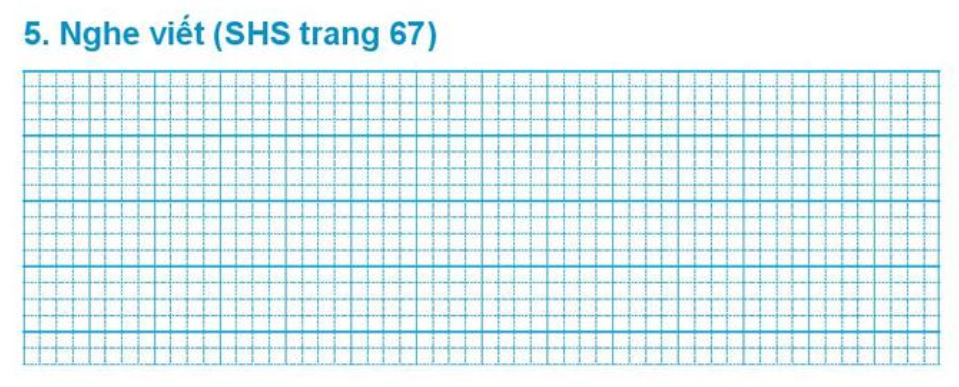 5. Nghe viết (SHS trang 67)